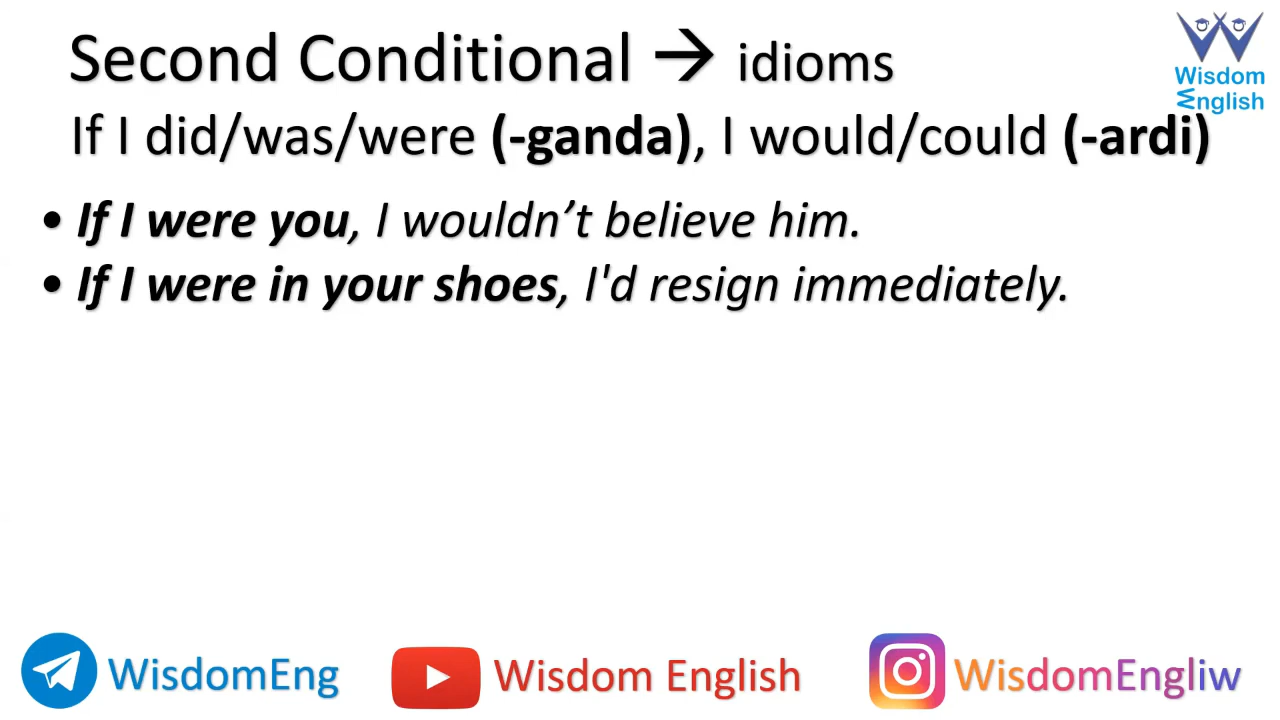 Second Conditional → idioms
Wisdom
English
If I did/was/were (-ganda), I would/could (-ardi)
• If I were you, I wouldn’t believe him.
• If I were in your shoes, I'd resign immediately.
WisdomEng
Wisdom English
WisdomEngliw